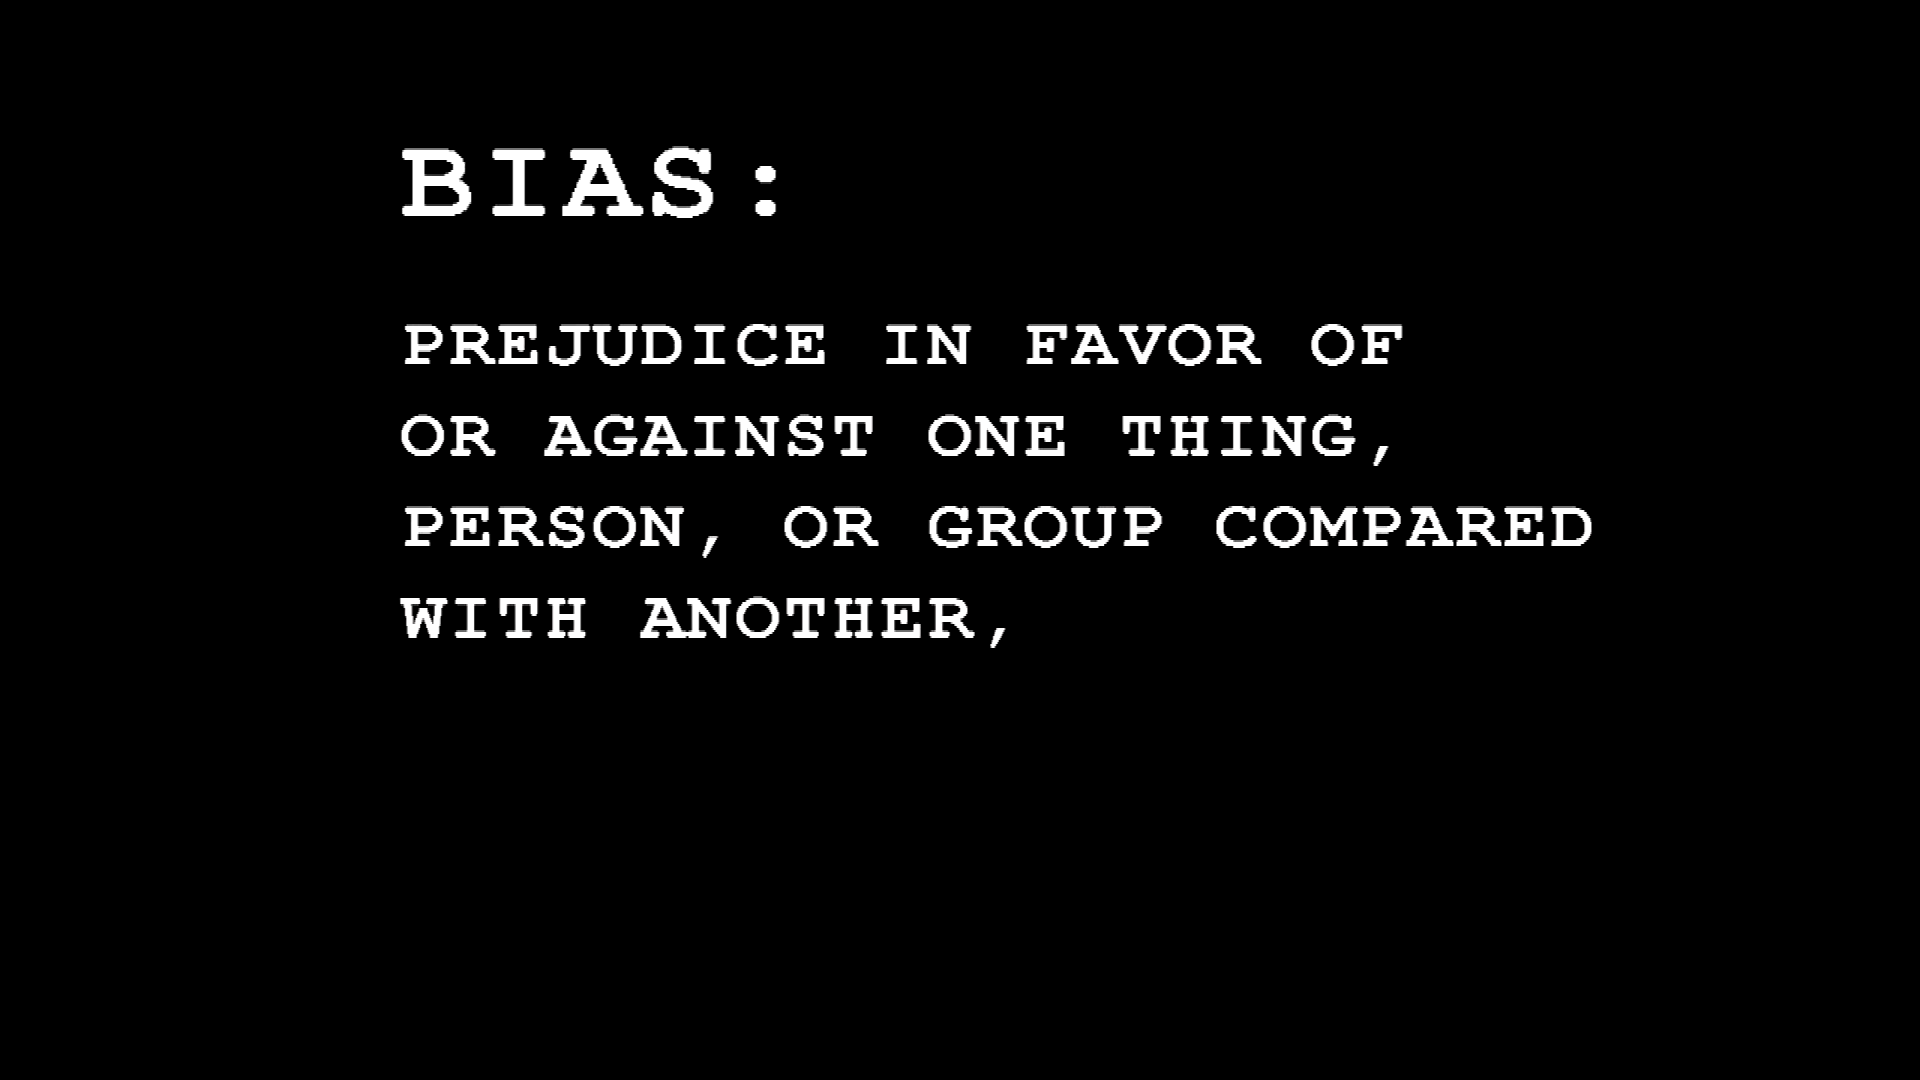 BIAS:
PREJUDICE IN FAVOR OF
OR AGAINST ONE THING,
PERSON, OR GROUP COMPARED
WITH ANOTHER,